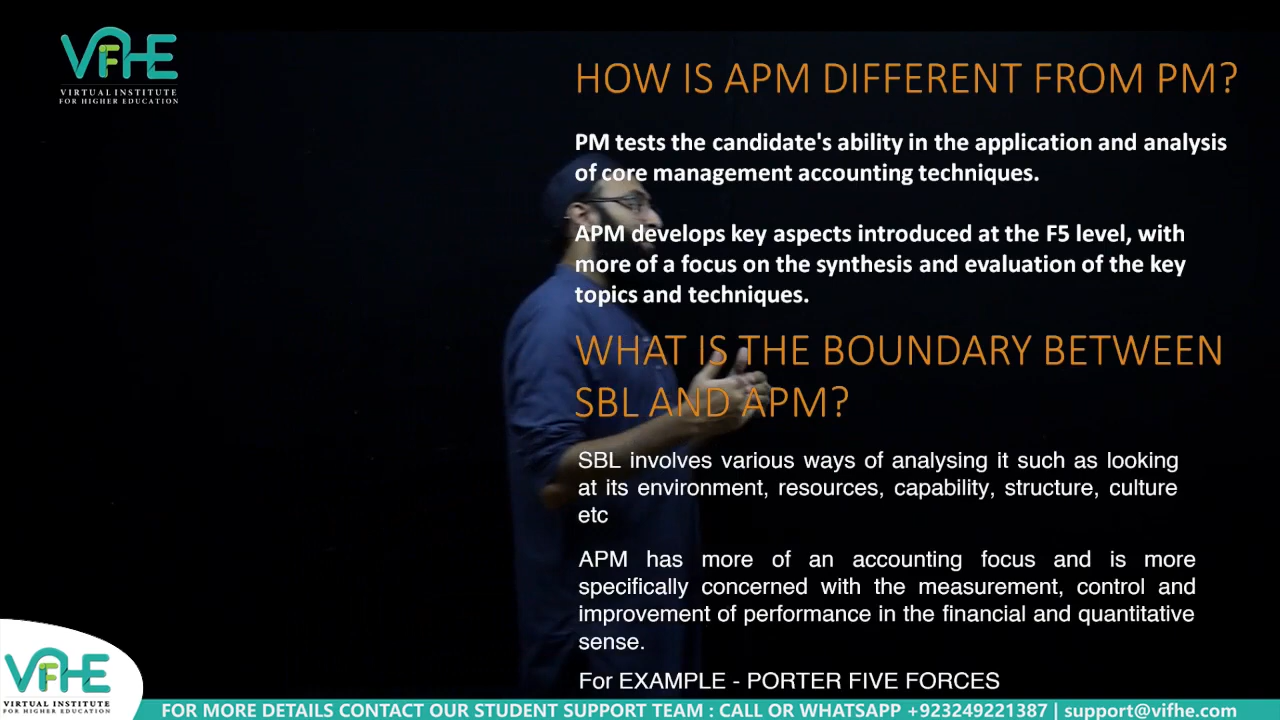 VFHE
VIRTUAL INSTITUTE
FOR HIGHER EDUCATION
HOW IS APM DIFFERENT FROM PM?
PM tests the candidate's ability in the application and analysis
of core management accounting techniques.
APM develops key aspects introduced at the F5 level, with
more of a focus on the synthesis and evaluation of the key
topics and techniques.
WHAT IS THE BOUNDARY BETWEEN
SBL AND APM?
SBL involves various ways of analysing it such as looking
at its environment, resources, capability, structure, culture
etc
APM has more of an accounting focus and is more
specifically concerned with the measurement, control and
improvement of performance in the financial and quantitative
sense.
For EXAMPLE - PORTER FIVE FORCES
VFHE
VIRTUAL INSTITUTE
FOR HIGHER EDUCATION
FOR MORE DETAILS CONTACT OUR STUDENT SUPPORT TEAM : CALL OR WHATSAPP +923249221387 | support@vifhe.com